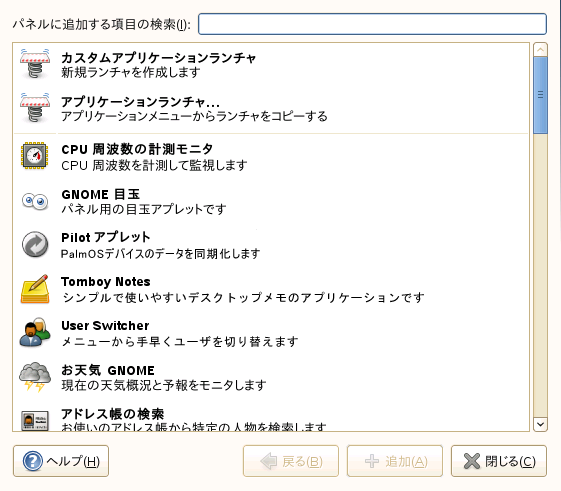 パネルに追加する項目の検索(I):
カスタムアプリケーションランチャ
新規ランチャを作成します
アプリケーションランチャ...
アプリケーションメニューからランチャをコピーする
CPU 周波数の計測モニタ
CPU 周波数を計測して監視します
GNOME 目玉
パネル用の目玉アプレットです
Pilot アプレット
PalmOSデバイスのデータを同期化します
Tomboy Notes
シンプルで使いやすいデスクトップメモのアプリケーションです
User Switcher
メニューから手早くユーザを切り替えます
お天気 GNOME
現在の天気概況と予報をモニタします
アドレス帳の検索
お使いのアドレス帳から特定の人物を検索します
ヘルプ(H) 戻る(B) 追加(A) 閉じる(C)